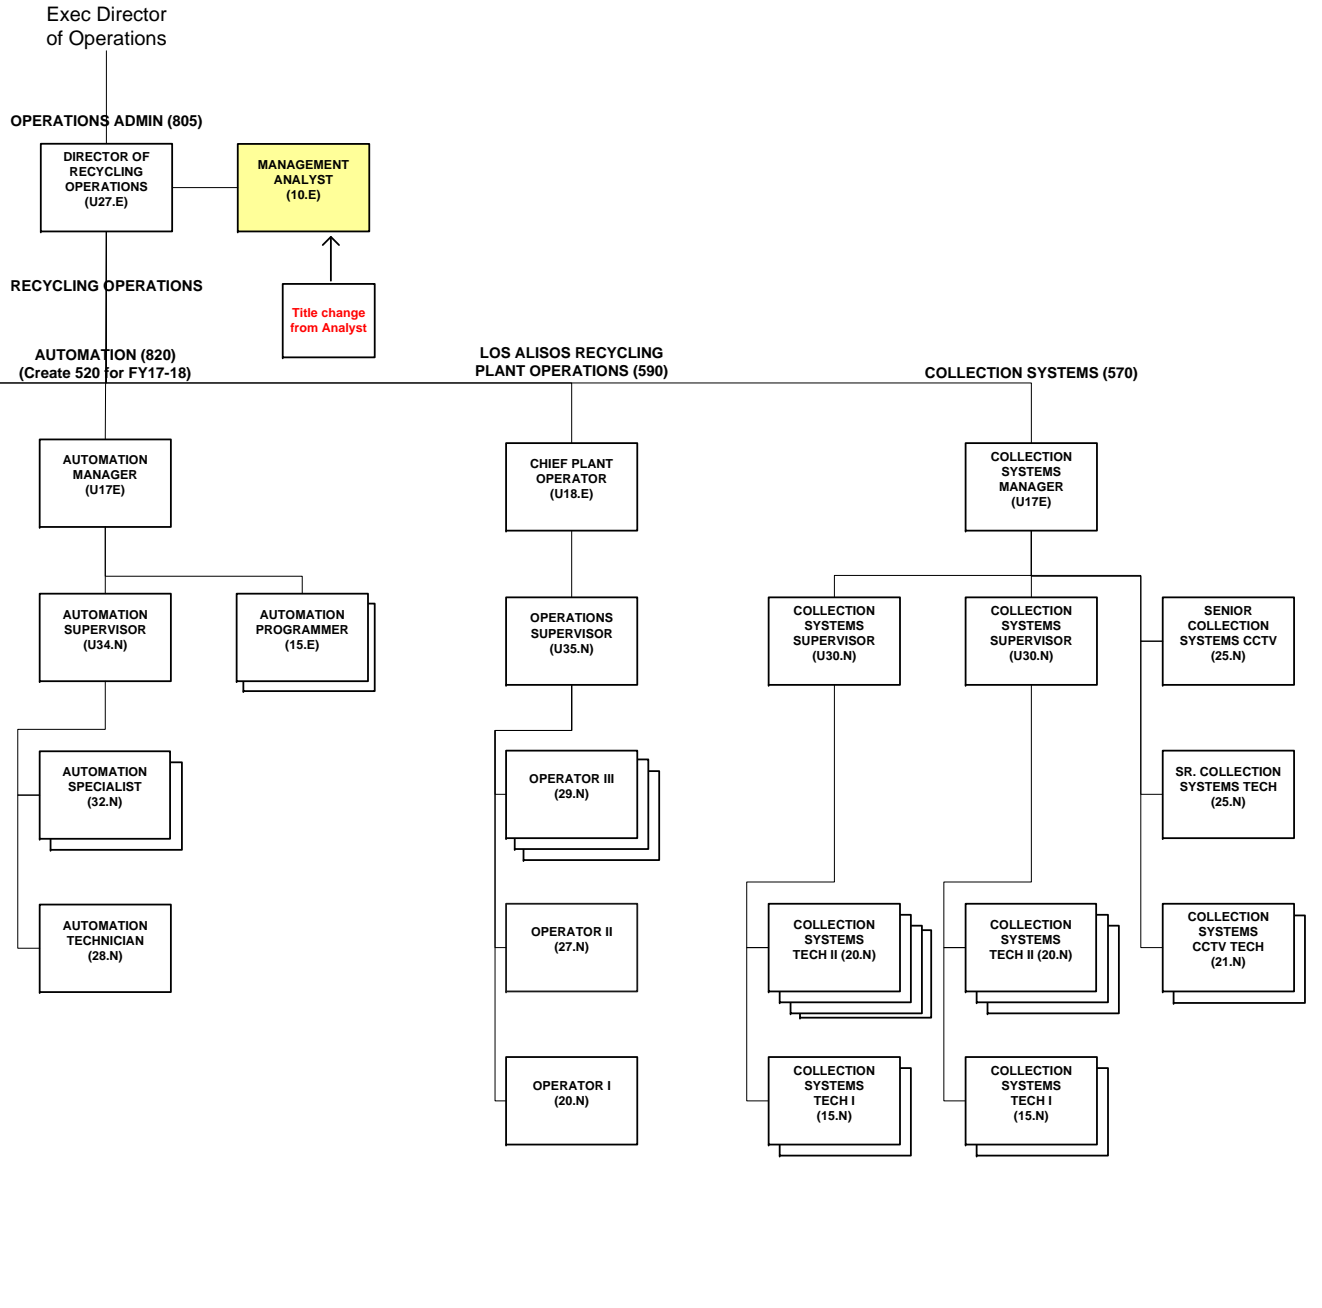 Exec Director
of Operations
OPERATIONS ADMIN (805)
DIRECTOR OF
RECYCLING
OPERATIONS
(U27.E)
MANAGEMENT
ANALYST
(10.E)
RECYCLING OPERATIONS
Title change
from Analyst
AUTOMATION (820)
(Create 520 for FY17-18)
LOS ALISOS RECYCLING
PLANT OPERATIONS (590)
COLLECTION SYSTEMS (570)
AUTOMATION
MANAGER
(U17E)
CHIEF PLANT
OPERATOR
(U18.E)
COLLECTION
SYSTEMS
MANAGER
(U17E)
AUTOMATION
SUPERVISOR
(U34.N)
AUTOMATION
PROGRAMMER
(15.E)
OPERATIONS
SUPERVISOR
(U35.N)
COLLECTION
SYSTEMS
SUPERVISOR
(U30.N)
COLLECTION
SYSTEMS
SUPERVISOR
(U30.N)
SENIOR
COLLECTION
SYSTEMS CCTV
(25.N)
AUTOMATION
SPECIALIST
(32.N)
OPERATOR III
(29.N)
SR. COLLECTION
SYSTEMS TECH
(25.N)
AUTOMATION
TECHNICIAN
(28.N)
OPERATOR II
(27.N)
COLLECTION
SYSTEMS
TECH II (20.N)
COLLECTION
SYSTEMS
TECH II (20.N)
COLLECTION
SYSTEMS
CCTV TECH
(21.N)
OPERATOR I
(20.N)
COLLECTION
SYSTEMS
TECH I
(15.N)
COLLECTION
SYSTEMS
TECH I
(15.N)